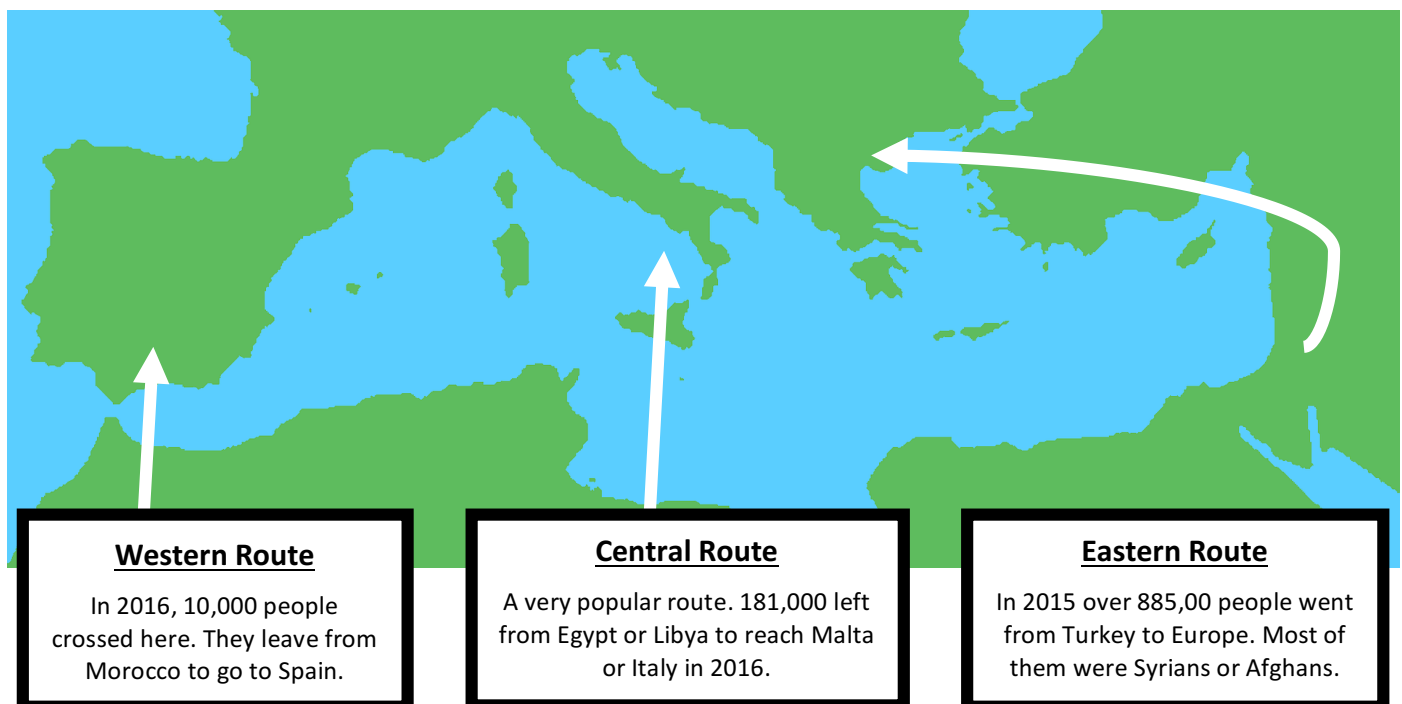 Western Route
In 2016, 10,000 people
crossed here. They leave from
Morocco to go to Spain.
Central Route
A very popular route. 181,000 left
from Egypt or Libya to reach Malta
or Italy in 2016.
Eastern Route
In 2015 over 885,00 people went
from Turkey to Europe. Most of
them were Syrians or Afghans.